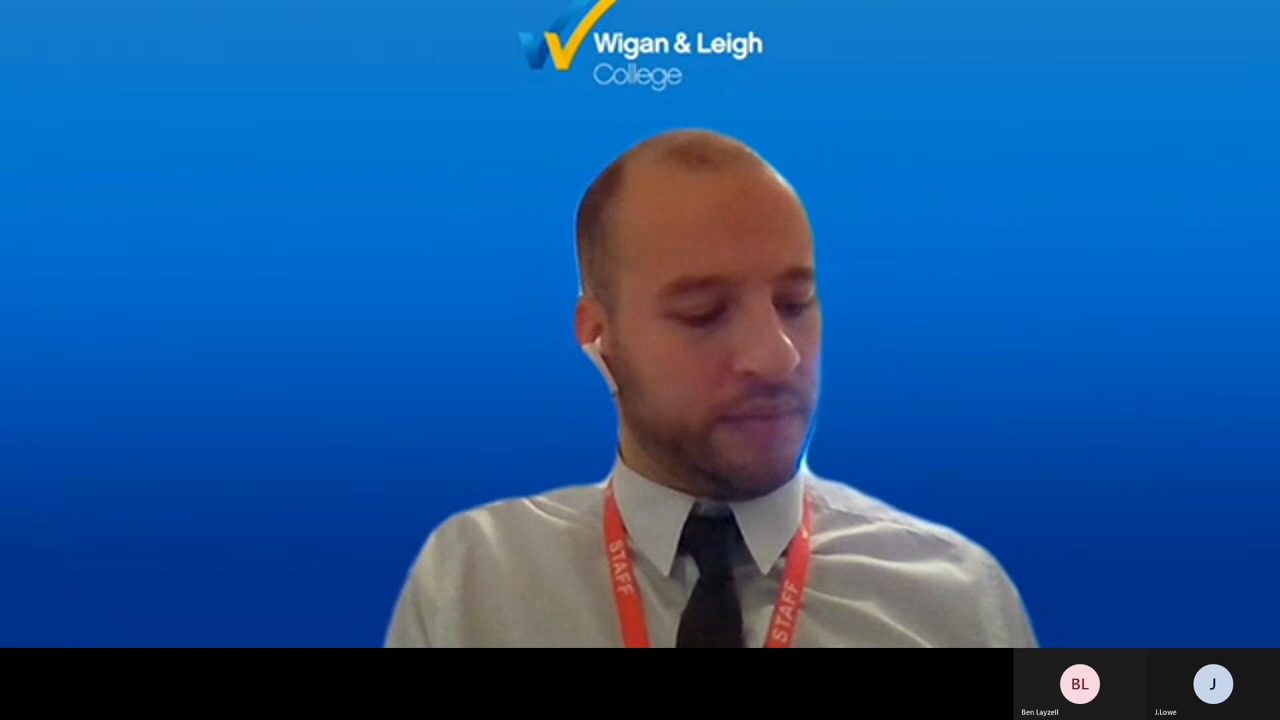 Wigan & Leigh
College
STAFF
STAFF
BL
J
Ben Layzell
J.Lowe